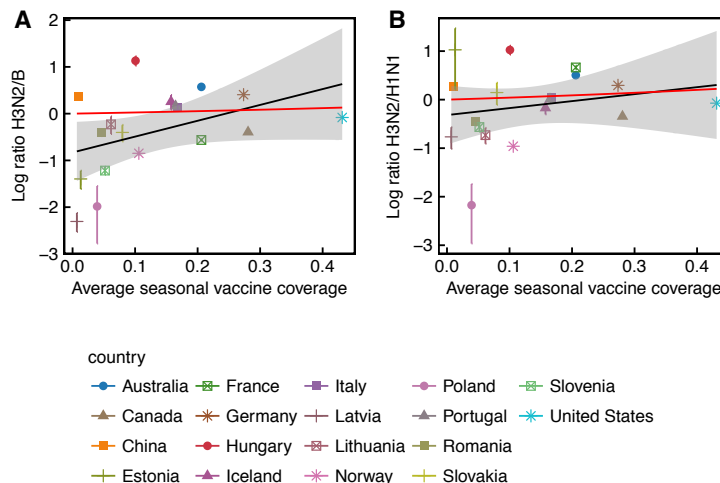 A
B
Log ratio H3N2/B
2
1
0
−1
−2
−3
0.0 0.1 0.2 0.3 0.4
Average seasonal vaccine coverage
Log ratio H3N2/H1N1
1
0
−1
−2
−3
0.0 0.1 0.2 0.3 0.4
Average seasonal vaccine coverage
country
Australia France Italy Poland Slovenia
Canada Germany Latvia Portugal United States
China Hungary Lithuania Romania
Estonia Iceland Norway Slovakia